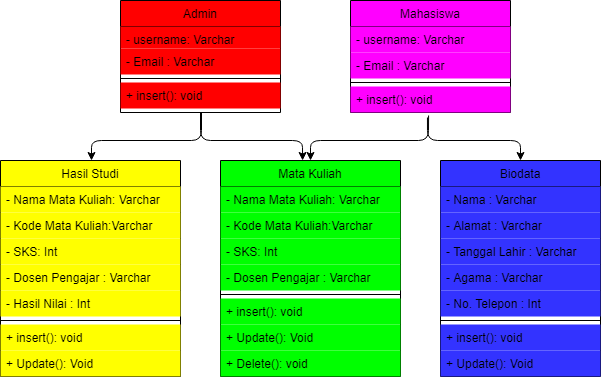 Admin
- username: Varchar
- Email : Varchar
+ insert(): void
Mahasiswa
- username: Varchar
- Email : Varchar
+ insert(): void
Hasil Studi
- Nama Mata Kuliah: Varchar
- Kode Mata Kuliah:Varchar
- SKS: Int
- Dosen Pengajar : Varchar
- Hasil Nilai : Int
+ insert(): void
+ Update(): Void
Mata Kuliah
- Nama Mata Kuliah: Varchar
- Kode Mata Kuliah:Varchar
- SKS: Int
- Dosen Pengajar : Varchar
+ insert(): void
+ Update(): Void
+ Delete(): Void
Biodata
- Nama : Varchar
- Alamat : Varchar
- Tanggal Lahir : Varchar
- Agama : Varchar
- No. Telepon : Int
+ insert(): void
+ Update(): Void